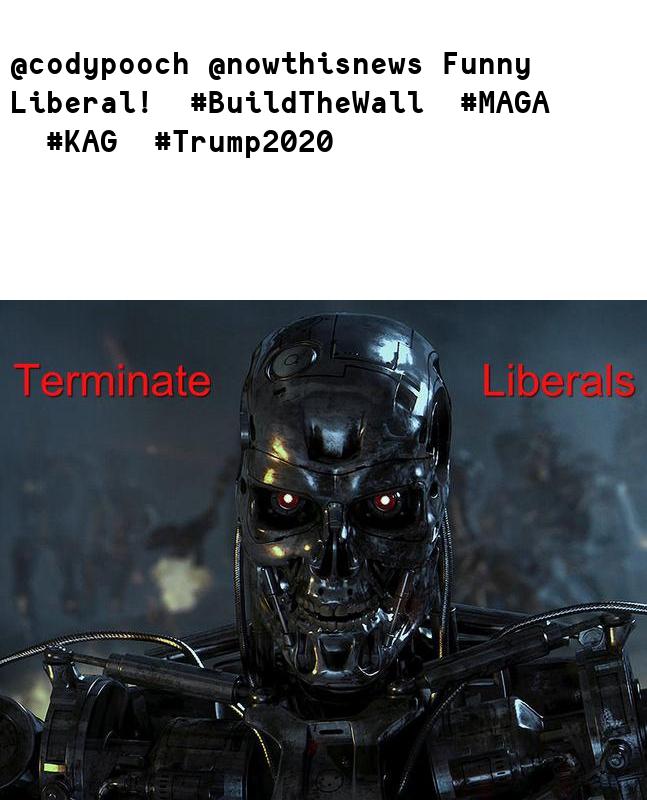 @codypooch @nowthisnews Funny
Liberal! #BuildTheWall #MAGA
#KAG #Trump2020
Terminate Liberals